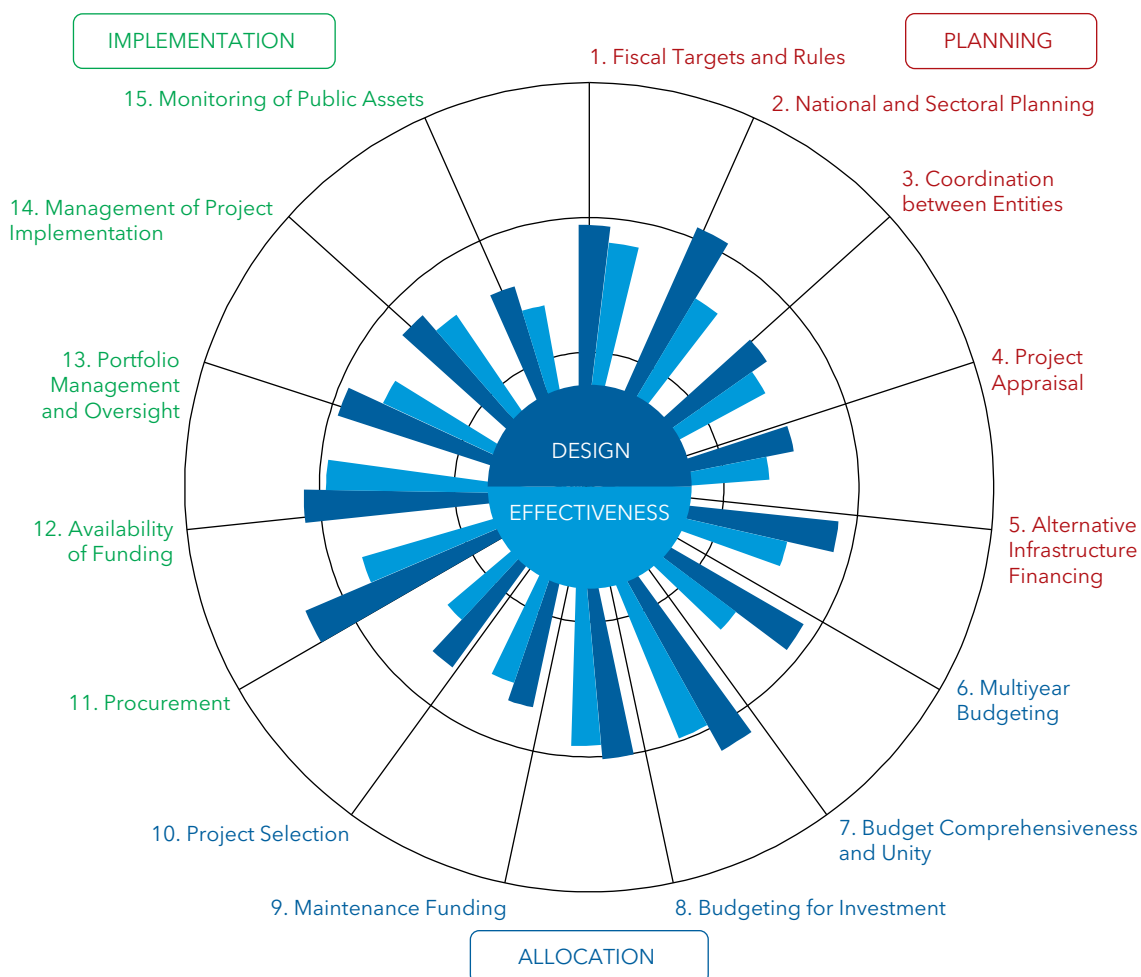 IMPLEMENTATION
PLANNING
1. Fiscal Targets and Rules
2. National and Sectoral Planning
3. Coordination
between Entities
4. Project
Appraisal
5. Alternative
Infrastructure
Financing
6. Multiyear
Budgeting
7. Budget Comprehensiveness
and Unity
8. Budgeting for Investment
9. Maintenance Funding
10. Project Selection
11. Procurement
12. Availability
of Funding
13. Portfolio
Management
and Oversight
14. Management of Project
Implementation
15. Monitoring of Public Assets
DESIGN
EFFECTIVENESS
ALLOCATION